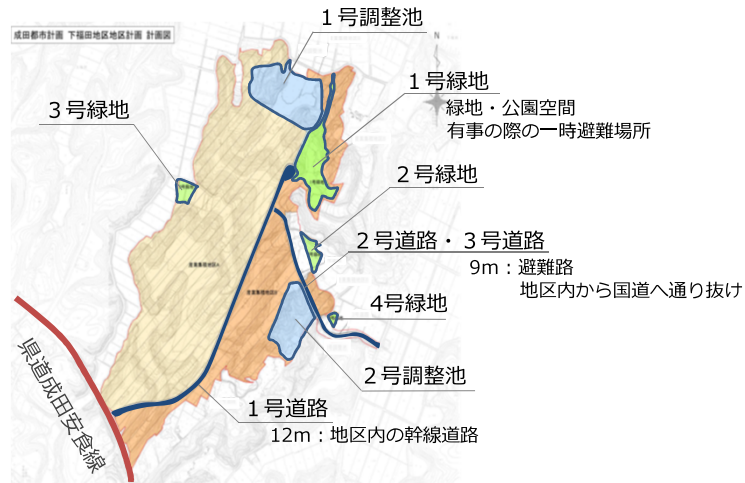 成田都市計画 下福田地区地区計画 計画図
1号調整池
N
1号緑地
緑地・公園空間
有事の際の一時避難場所
3号緑地
2号緑地
2号道路・3号道路
9m：避難路
地区内から国道へ通り抜け
4号緑地
2号調整池
1号道路
12m：地区内の幹線道路
県道成田安食線